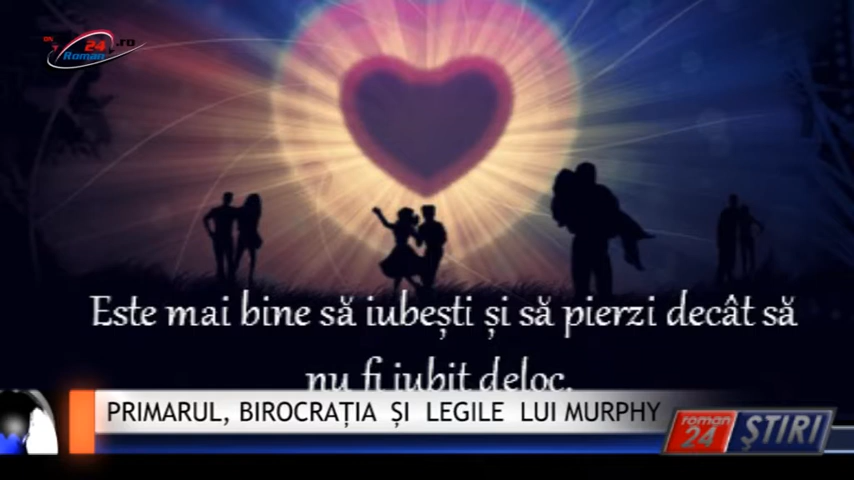 ON
24 .ro
Roman
Este mai bine să iubești și să pierzi decât să
nu fi iubit deloc.
PRIMARUL, BIROCRAȚIA ȘI LEGILE LUI MURPHY
roman
24
ȘTIRI